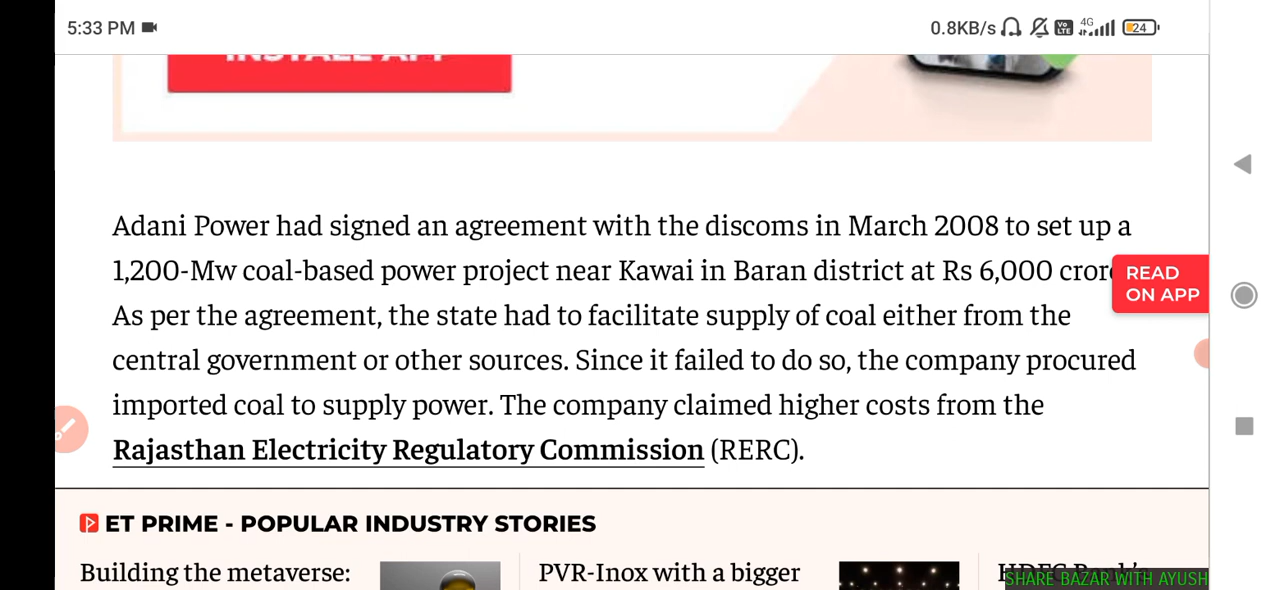 5:33 PM
0.8KB/s
Vo
LTE
4G
24
INSTALL APP
Adani Power had signed an agreement with the discoms in March 2008 to set up a
1,200-Mw coal-based power project near Kawai in Baran district at Rs 6,000 crore
READ
ON APP
As per the agreement, the state had to facilitate supply of coal either from the
central government or other sources. Since it failed to do so, the company procured
imported coal to supply power. The company claimed higher costs from the
Rajasthan Electricity Regulatory Commission (RERC).
ET PRIME - POPULAR INDUSTRY STORIES
Building the metaverse:
PVR-Inox with a bigger
SHARE BAZAR WITH AYUSH